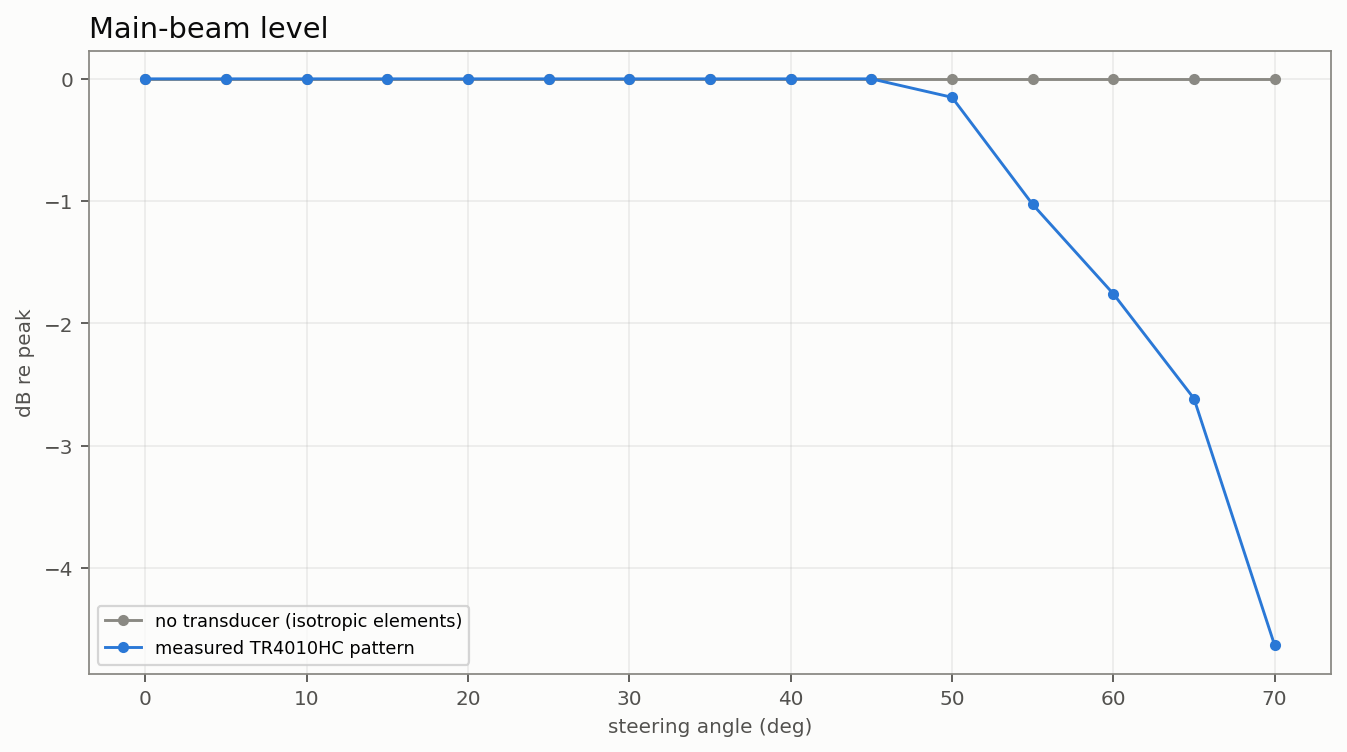 Main-beam level
0
−1
−2
−3
−4
dB re peak
no transducer (isotropic elements)
measured TR4010HC pattern
0 10 20 30 40 50 60 70
steering angle (deg)